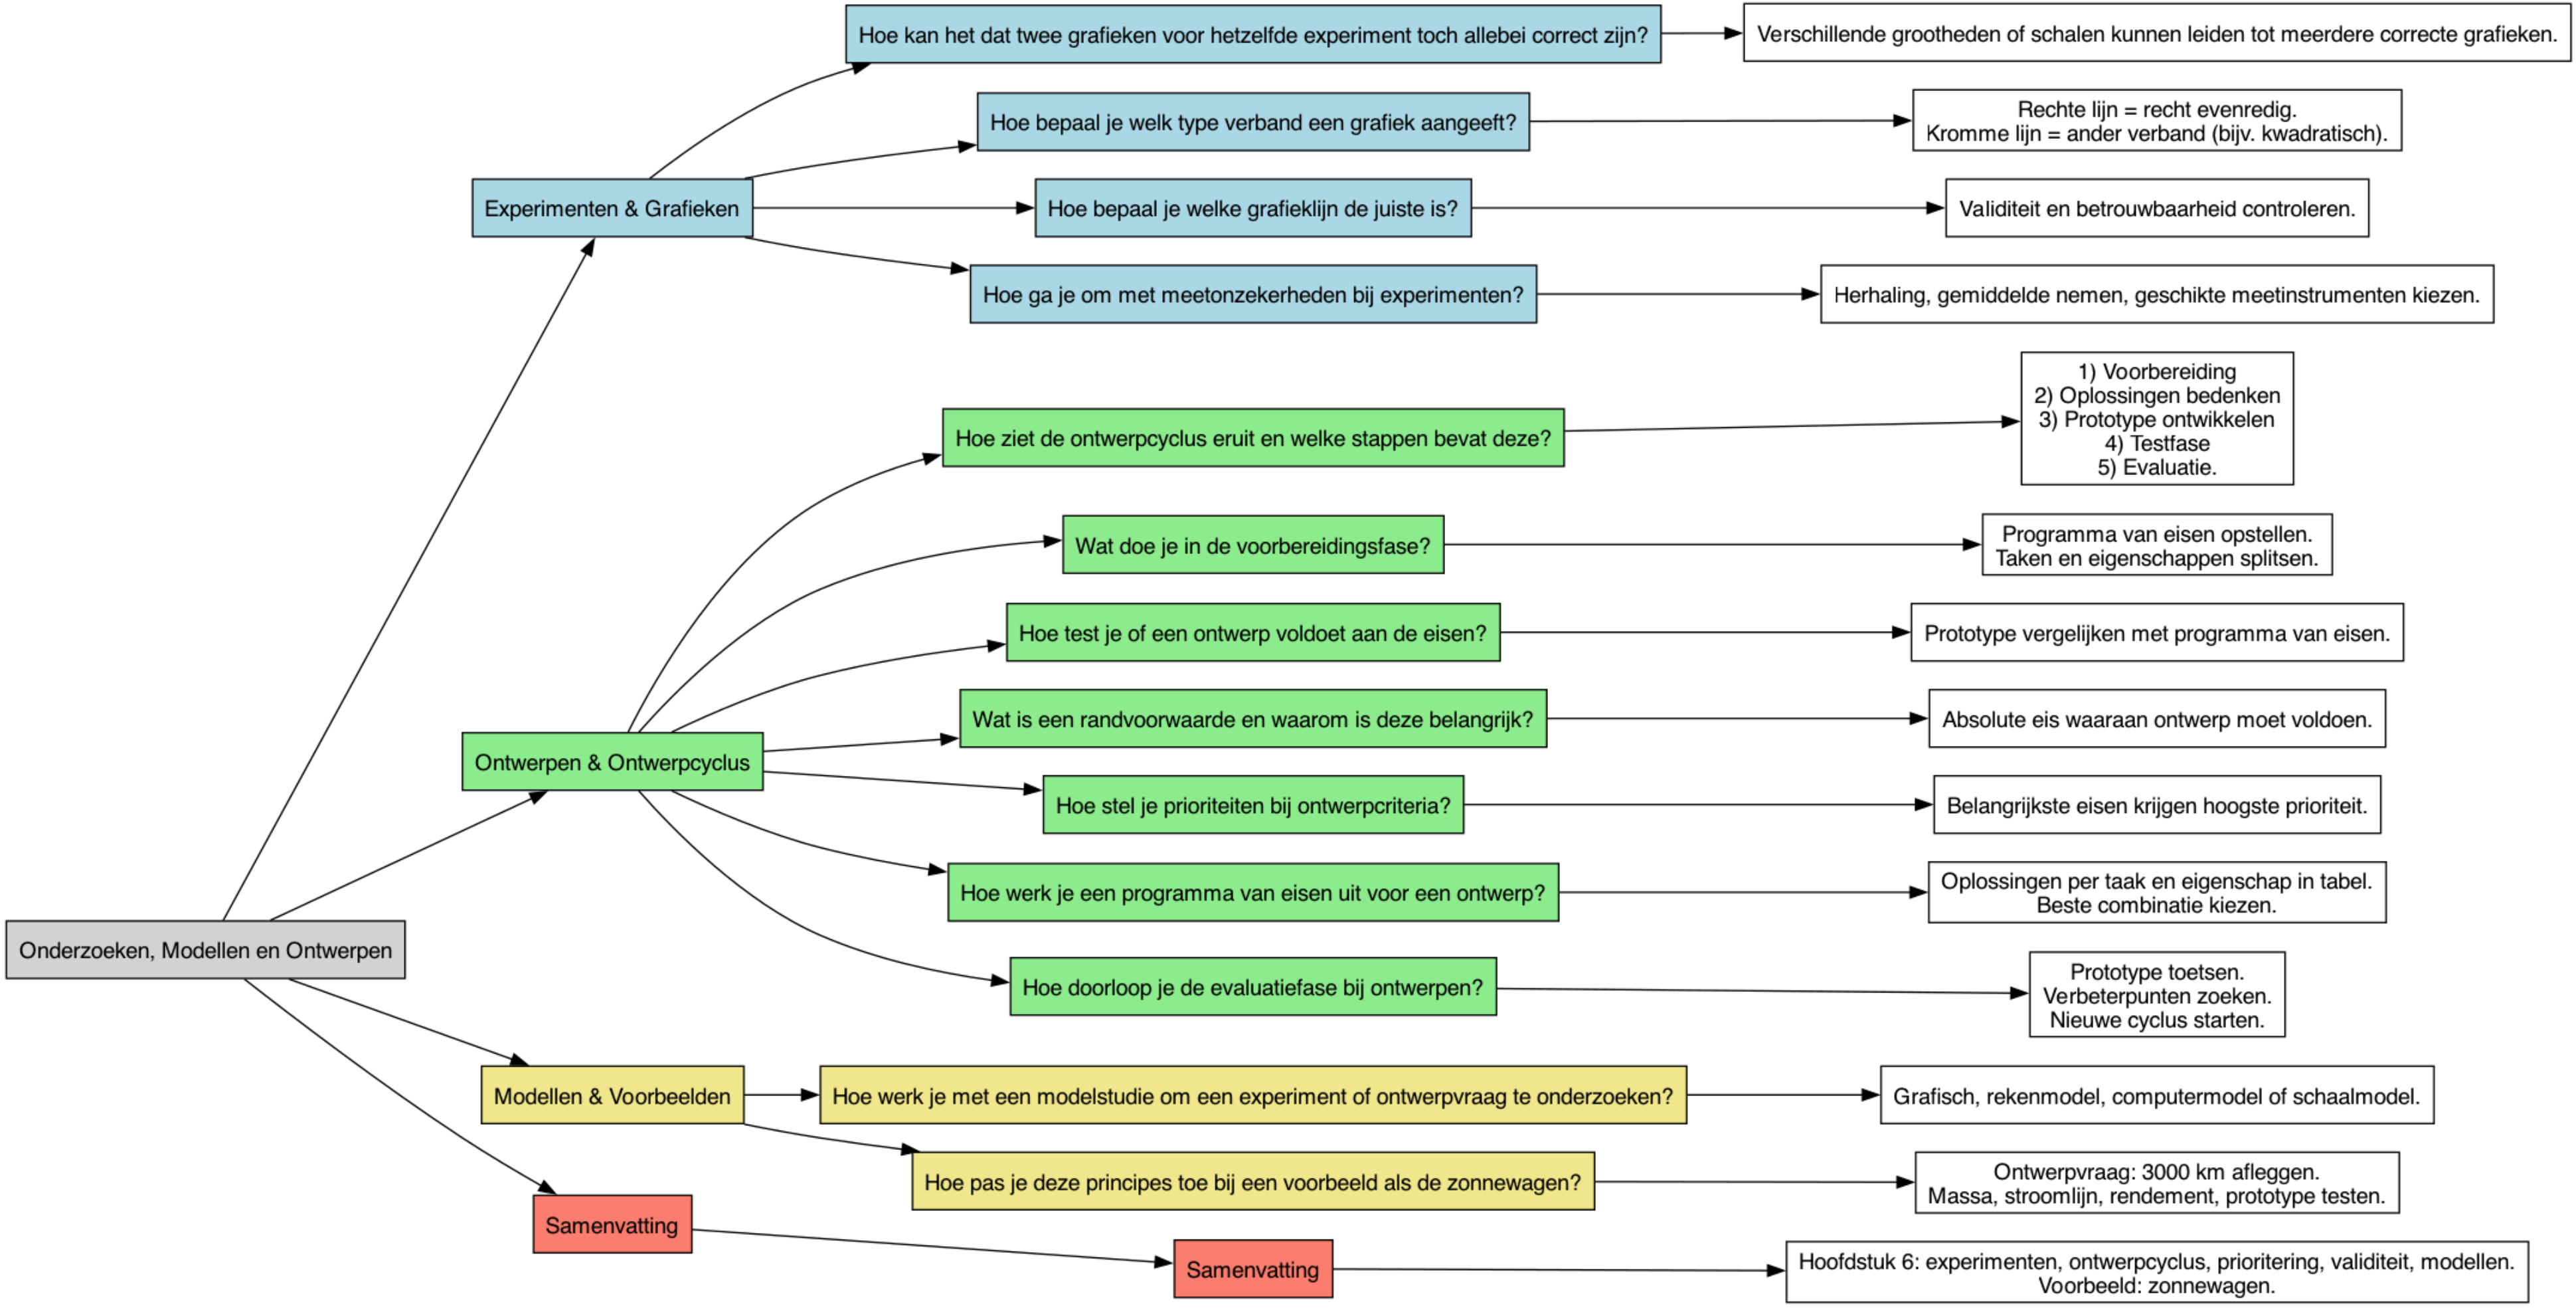 Hoe kan het dat twee grafieken voor hetzelfde experiment toch allebei correct zijn?
Verschillende grootheden of schalen kunnen leiden tot meerdere correcte grafieken.
Hoe bepaal je welk type verband een grafiek aangeeft?
Rechte lijn = recht evenredig.
Kromme lijn = ander verband (bijv. kwadratisch).
Experimenten & Grafieken
Hoe bepaal je welke grafieklijn de juiste is?
Validiteit en betrouwbaarheid controleren.
Hoe ga je om met meetonzekerheden bij experimenten?
Herhaling, gemiddelde nemen, geschikte meetinstrumenten kiezen.
Hoe ziet de ontwerpcyclus eruit en welke stappen bevat deze?
1) Voorbereiding
2) Oplossingen bedenken
3) Prototype ontwikkelen
4) Testfase
5) Evaluatie.
Wat doe je in de voorbereidingsfase?
Programma van eisen opstellen.
Taken en eigenschappen splitsen.
Hoe test je of een ontwerp voldoet aan de eisen?
Prototype vergelijken met programma van eisen.
Wat is een randvoorwaarde en waarom is deze belangrijk?
Absolute eis waaraan ontwerp moet voldoen.
Ontwerpen & Ontwerpcyclus
Hoe stel je prioriteiten bij ontwerpcriteria?
Belangrijkste eisen krijgen hoogste prioriteit.
Hoe werk je een programma van eisen uit voor een ontwerp?
Oplossingen per taak en eigenschap in tabel.
Beste combinatie kiezen.
Onderzoeken, Modellen en Ontwerpen
Hoe doorloop je de evaluatiefase bij ontwerpen?
Prototype toetsen.
Verbeterpunten zoeken.
Nieuwe cyclus starten.
Modellen & Voorbeelden
Hoe werk je met een modelstudie om een experiment of ontwerpvraag te onderzoeken?
Grafisch, rekenmodel, computermodel of schaalmodel.
Hoe pas je deze principes toe bij een voorbeeld als de zonnewagen?
Ontwerpvraag: 3000 km afleggen.
Massa, stroomlijn, rendement, prototype testen.
Samenvatting
Samenvatting
Hoofdstuk 6: experimenten, ontwerpcyclus, prioritering, validiteit, modellen.
Voorbeeld: zonnewagen.